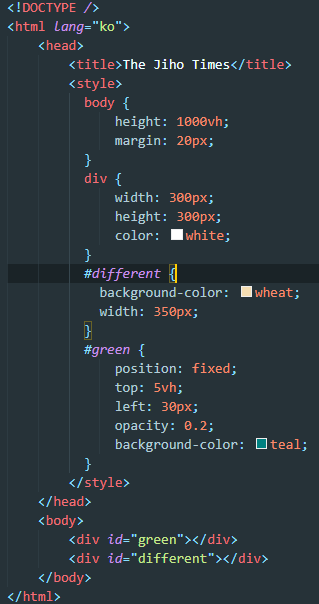 <!DOCTYPE />
<html lang="ko">
<head>
<title>The Jiho Times</title>
<style>
body {
height: 1000vh;
margin: 20px;
}
div {
width: 300px;
height: 300px;
color: white;
}
#different {
background-color: wheat;
width: 350px;
}
#green {
position: fixed;
top: 5vh;
left: 30px;
opacity: 0.2;
background-color: teal;
}
</style>
</head>
<body>
<div id="green"></div>
<div id="different"></div>
</body>
</html>